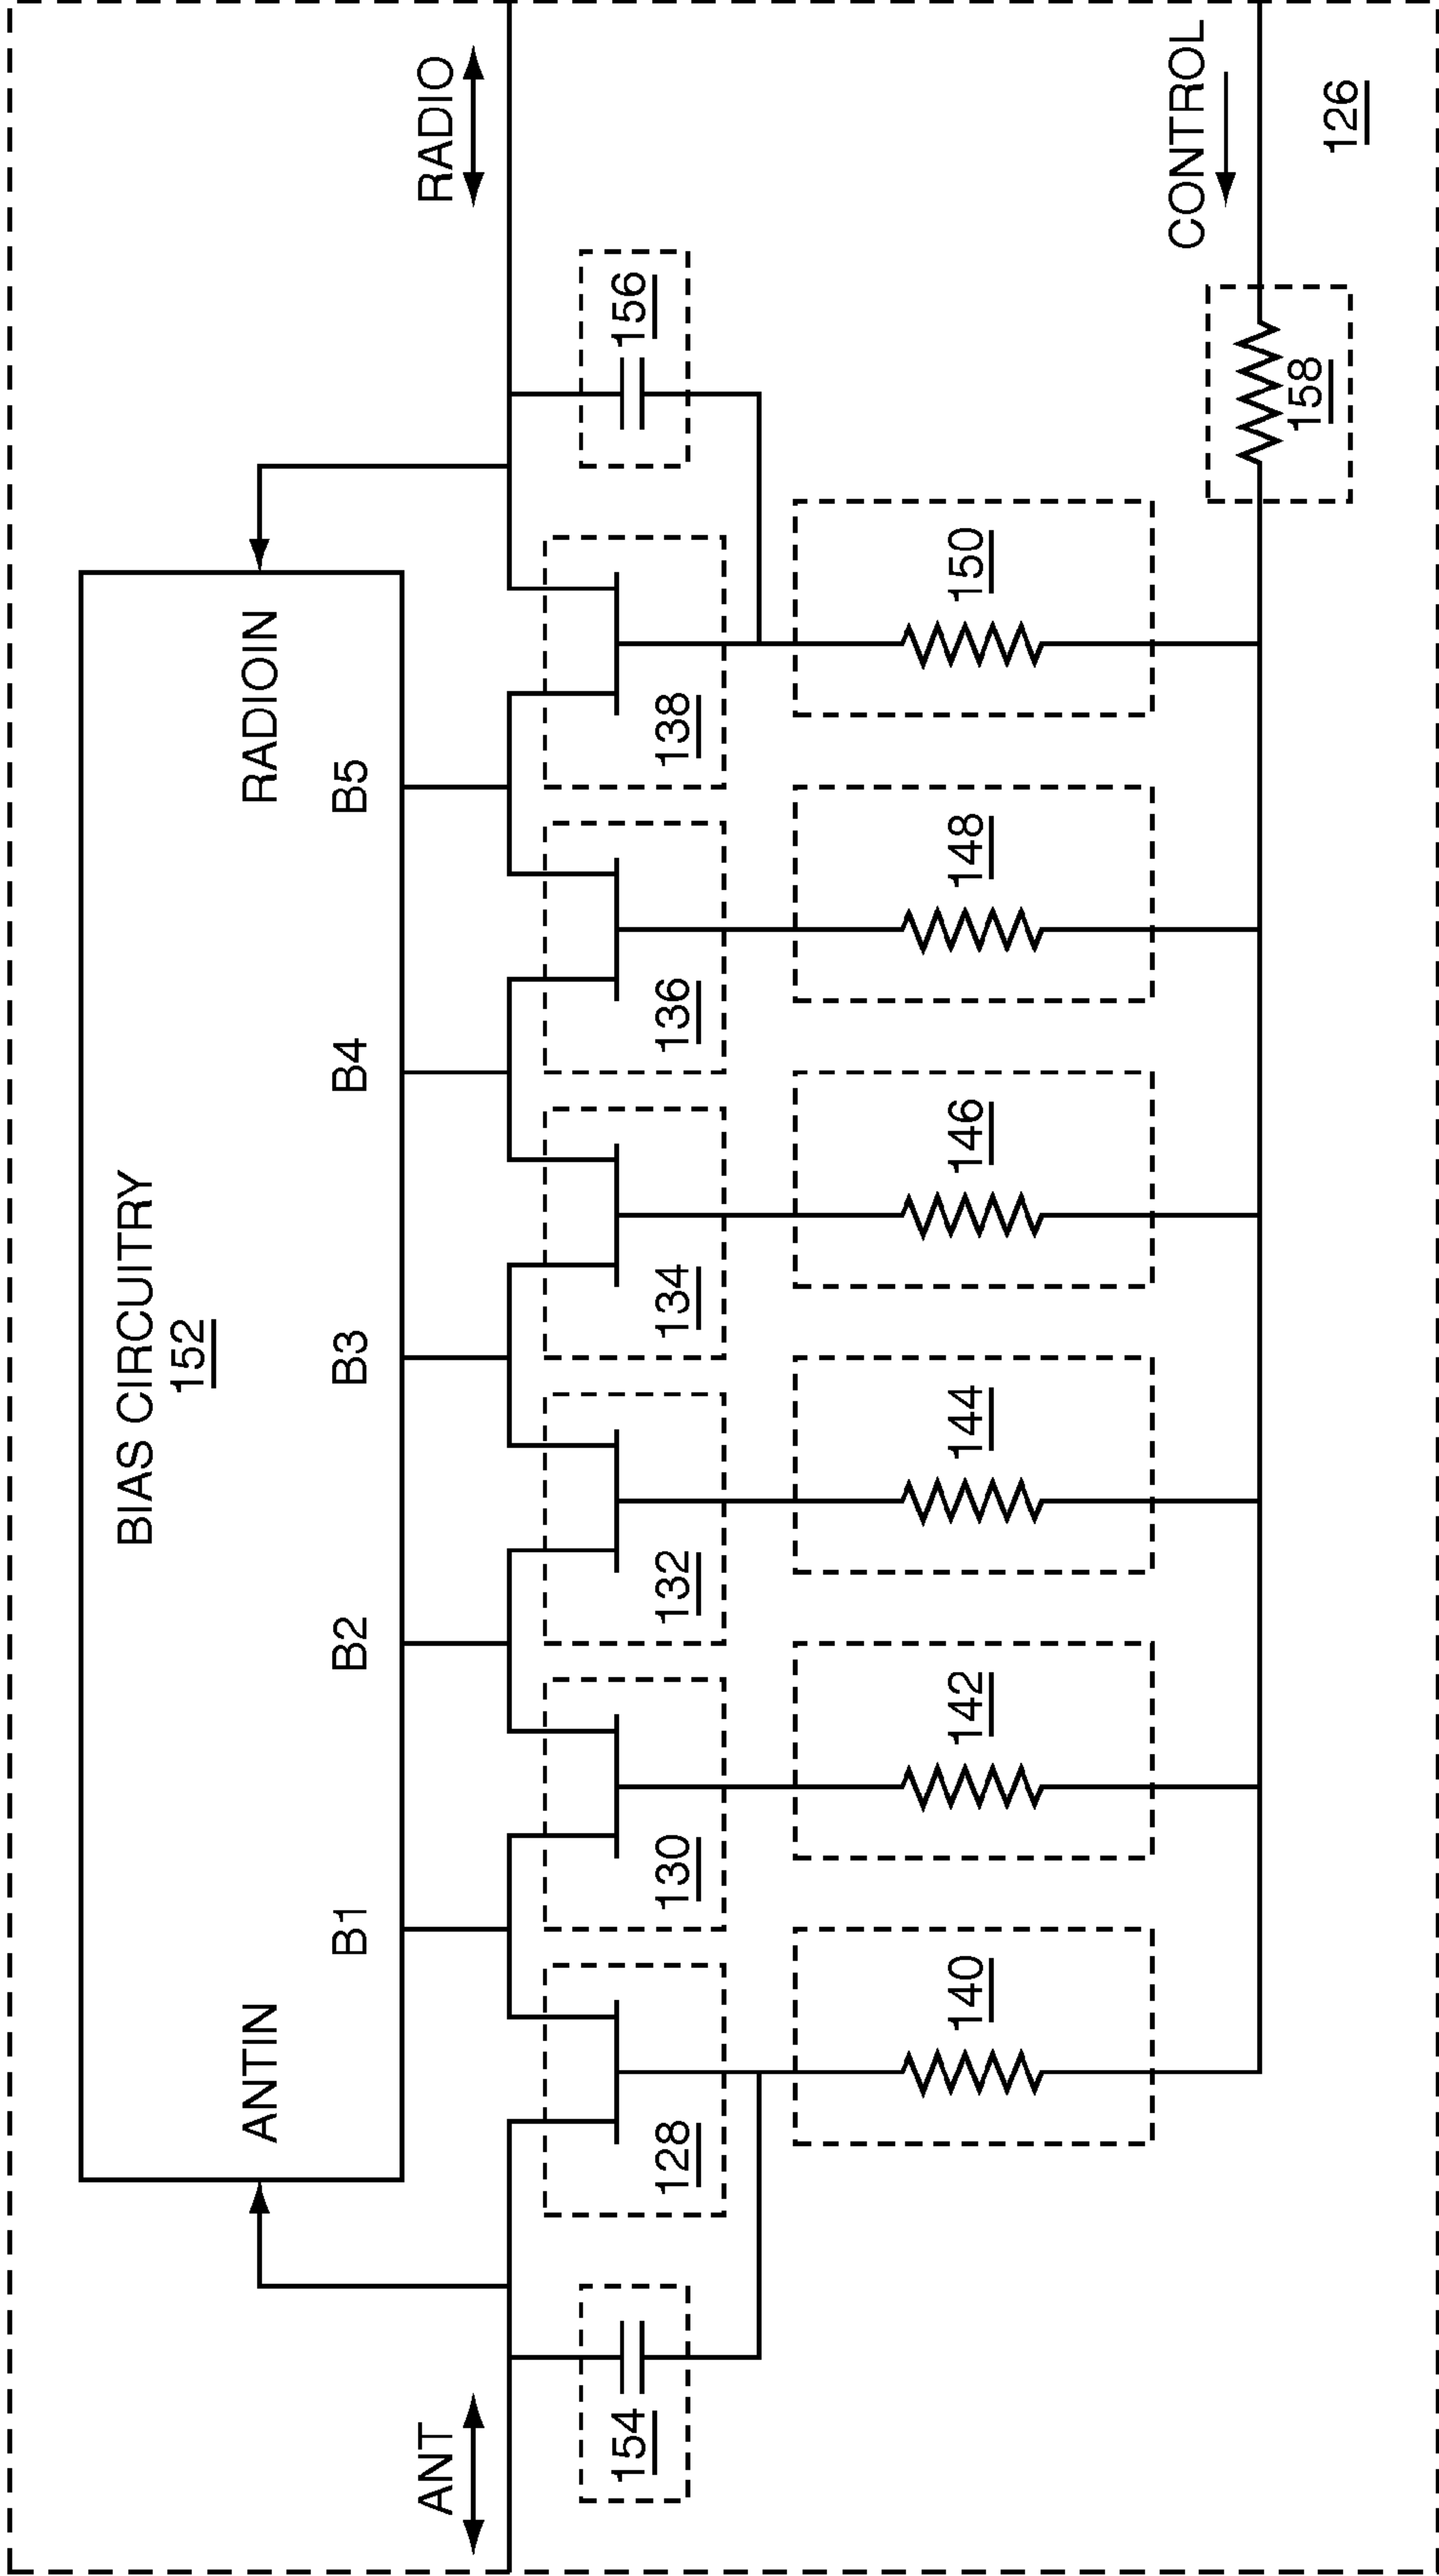 BIAS CIRCUITRY
152
ANTIN
RADIOIN
B1
B2
B3
B4
B5
ANT
RADIO
154
128
130
132
134
136
138
156
140
142
144
146
148
150
CONTROL
158
126